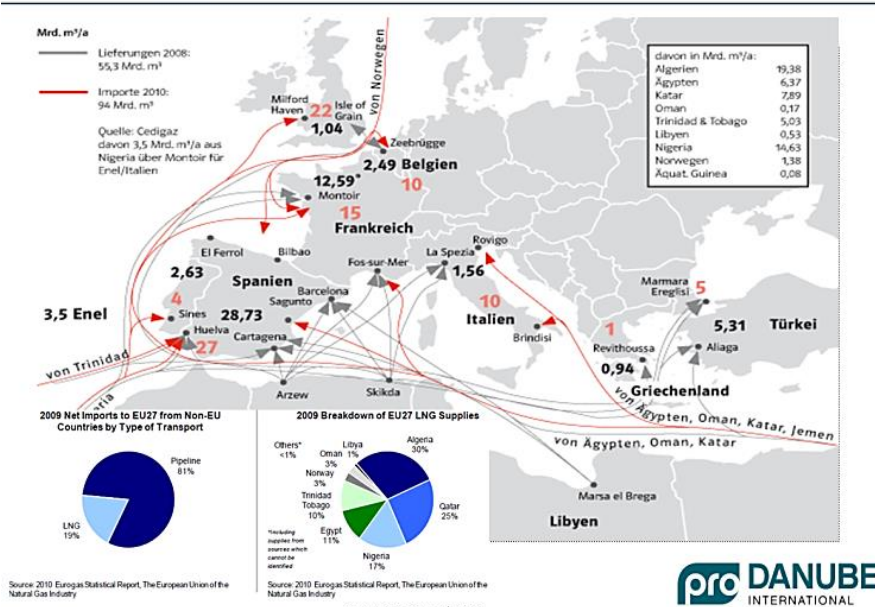 Mrd. m³/a
Lieferungen 2008:
55,3 Mrd. m³
Importe 2010:
94 Mrd. m³
Quelle: Cedigaz
davon 3,5 Mrd. m³/a aus
Nigeria über Montoir für
Enel/Italien
von Norwegen
davon in Mrd. m³/a:
Algerien 19,38
Ägypten 6,37
Katar 7,89
Oman 0,17
Trinidad & Tobago 5,03
Libyen 0,53
Nigeria 14,63
Norwegen 1,38
Äquat. Guinea 0,08
Milford
Haven
22
Isle of
Grain
1,04
Zeebrügge
2,49 Belgien
10
12,59*
Montoir
15
Frankreich
El Ferrol
Bilbao
Fos-sur-Mer
La Spezia
Rovigo
1,56
2,63
Spanien
Barcelona
Sagunto
10
Italien
Brindisi
Marmara
Ereglisi
5
3,5 Enel
4
Sines
28,73
Huelva
27
Cartagena
1
Revithoussa
0,94
Griechenland
5,31
Türkei
Aliaga
von Trinidad
Arzew
Skikda
von Ägypten, Oman, Katar, Jemen
von Ägypten, Oman, Katar
Marsa el Brega
Libyen
2009 Net Imports to EU27 from Non-EU
Countries by Type of Transport
Pipeline
81%
LNG
19%
Source: 2010 Eurogas Statistical Report, The European Union of the
Natural Gas Industry
2009 Breakdown of EU27 LNG Supplies
Others*
<1%
Libya
1%
Oman
3%
Norway
3%
Trinidad
Tobago
10%
Egypt
11%
Nigeria
17%
Qatar
25%
Algeria
30%
*Including
supplies from
sources which
cannot be
identified
Source: 2010 Eurogas Statistical Report, The European Union of the
Natural Gas Industry
pro DANUBE
INTERNATIONAL